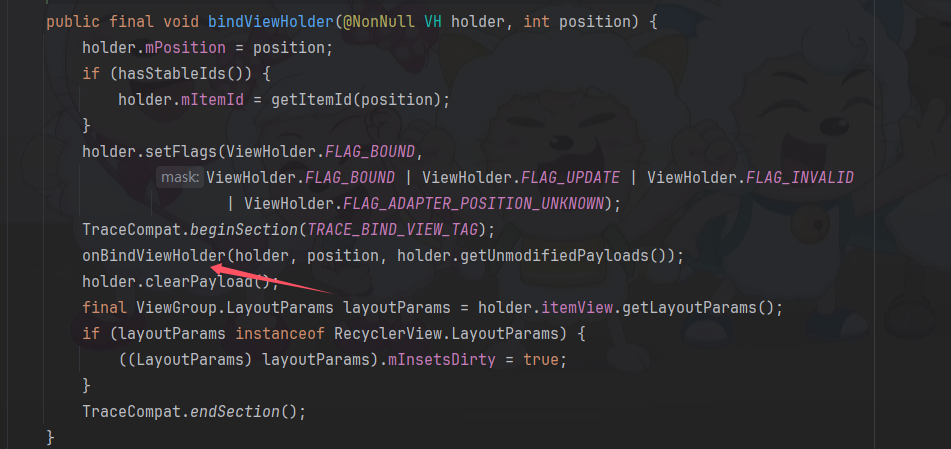 public final void bindViewHolder(@NonNull VH holder, int position) {
holder.mPosition = position;
if (hasStableIds()) {
holder.mItemId = getItemId(position);
}
holder.setFlags(ViewHolder.FLAG_BOUND,
mask: ViewHolder.FLAG_BOUND | ViewHolder.FLAG_UPDATE | ViewHolder.FLAG_INVALID
| ViewHolder.FLAG_ADAPTER_POSITION_UNKNOWN);
TraceCompat.beginSection(TRACE_BIND_VIEW_TAG);
onBindViewHolder(holder, position, holder.getUnmodifiedPayloads());
holder.clearPayload();
final ViewGroup.LayoutParams layoutParams = holder.itemView.getLayoutParams();
if (layoutParams instanceof RecyclerView.LayoutParams) {
((LayoutParams) layoutParams).mInsetsDirty = true;
}
TraceCompat.endSection();
}